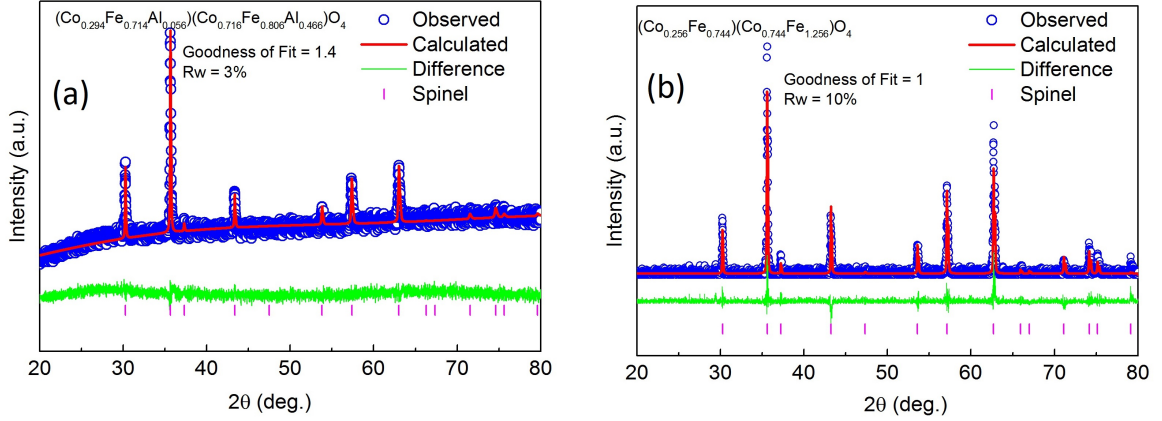 (Co0.294Fe0.714Al0.056)(Co0.716Fe0.806Al0.466)O4
Observed
Calculated
Difference
Spinel
Goodness of Fit = 1.4
Rw = 3%
(a)
Intensity (a.u.)
20 30 40 50 60 70 80
2θ (deg.)
(Co0.256Fe0.744)(Co0.744Fe1.256)O4
Observed
Calculated
Difference
Spinel
Goodness of Fit = 1
Rw = 10%
(b)
Intensity (a.u.)
20 30 40 50 60 70 80
2θ (deg.)